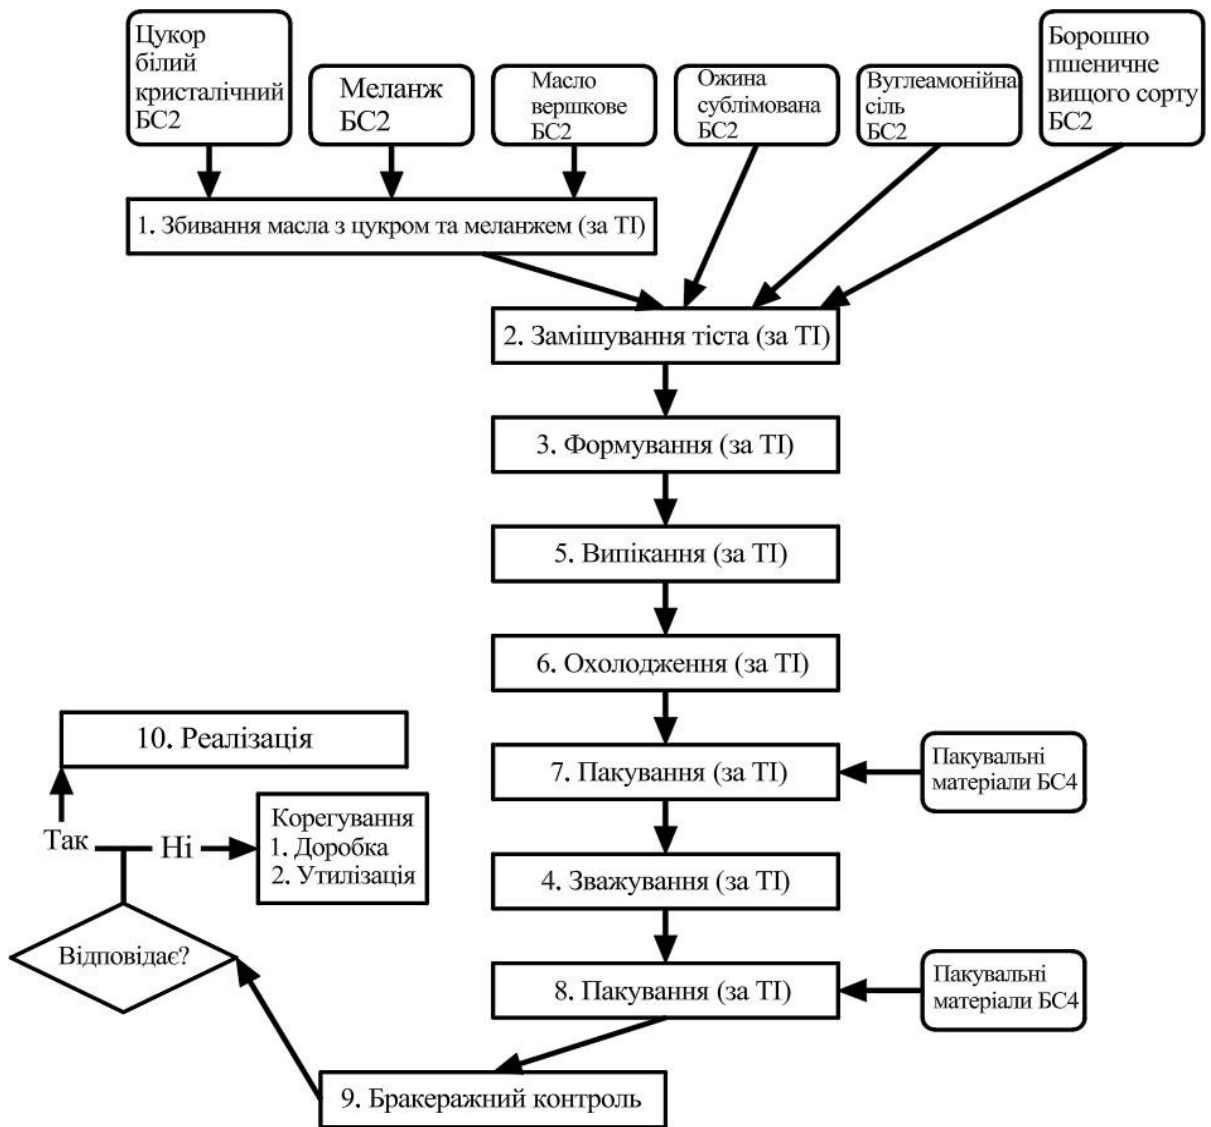 Цукор
білий
кристалічний
БС2
Меланж
БС2
Масло
вершкове
БС2
Ожина
сублімована
БС2
Вуглеамонійна
сіль
БС2
Борошно
пшеничне
вищого сорту
БС2
1. Збивання масла з цукром та меланжем (за ТІ)
2. Замішування тіста (за ТІ)
3. Формування (за ТІ)
5. Випікання (за ТІ)
6. Охолодження (за ТІ)
7. Пакування (за ТІ)
Пакувальні
матеріали БС4
4. Зважування (за ТІ)
8. Пакування (за ТІ)
Пакувальні
матеріали БС4
9. Бракеражний контроль
Відповідає?
Так
Ні
Корегування
1. Доробка
2. Утилізація
10. Реалізація